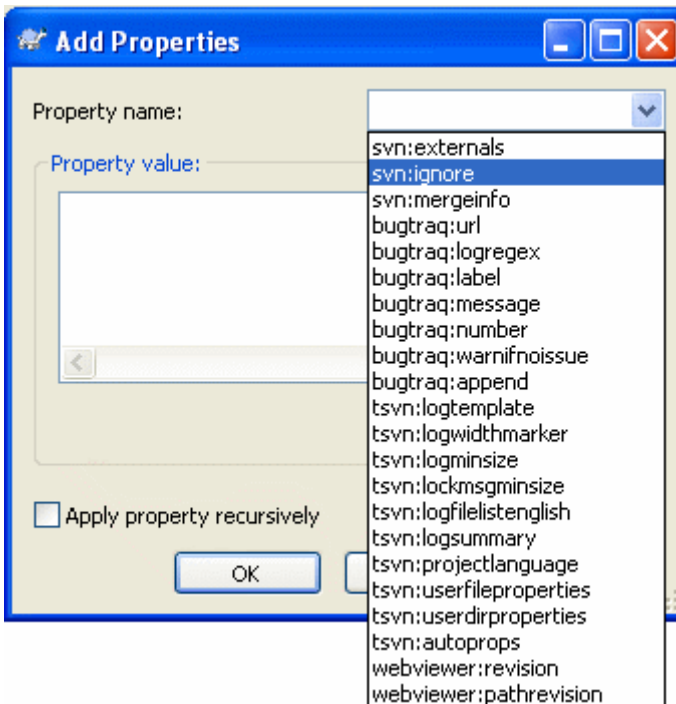 Add Properties
Property name:
Property value:
svn:externals
svn:ignore
svn:mergeinfo
bugtraq:url
bugtraq:logregex
bugtraq:label
bugtraq:message
bugtraq:number
bugtraq:warnifnoissue
bugtraq:append
tsvn:logtemplate
tsvn:logwidthmarker
tsvn:logminsize
tsvn:lockmsgminsize
tsvn:logfilelistenglish
tsvn:logsummary
tsvn:projectlanguage
tsvn:userfileproperties
tsvn:userdirproperties
tsvn:autoprops
webviewer:revision
webviewer:pathrevision
Apply property recursively
OK